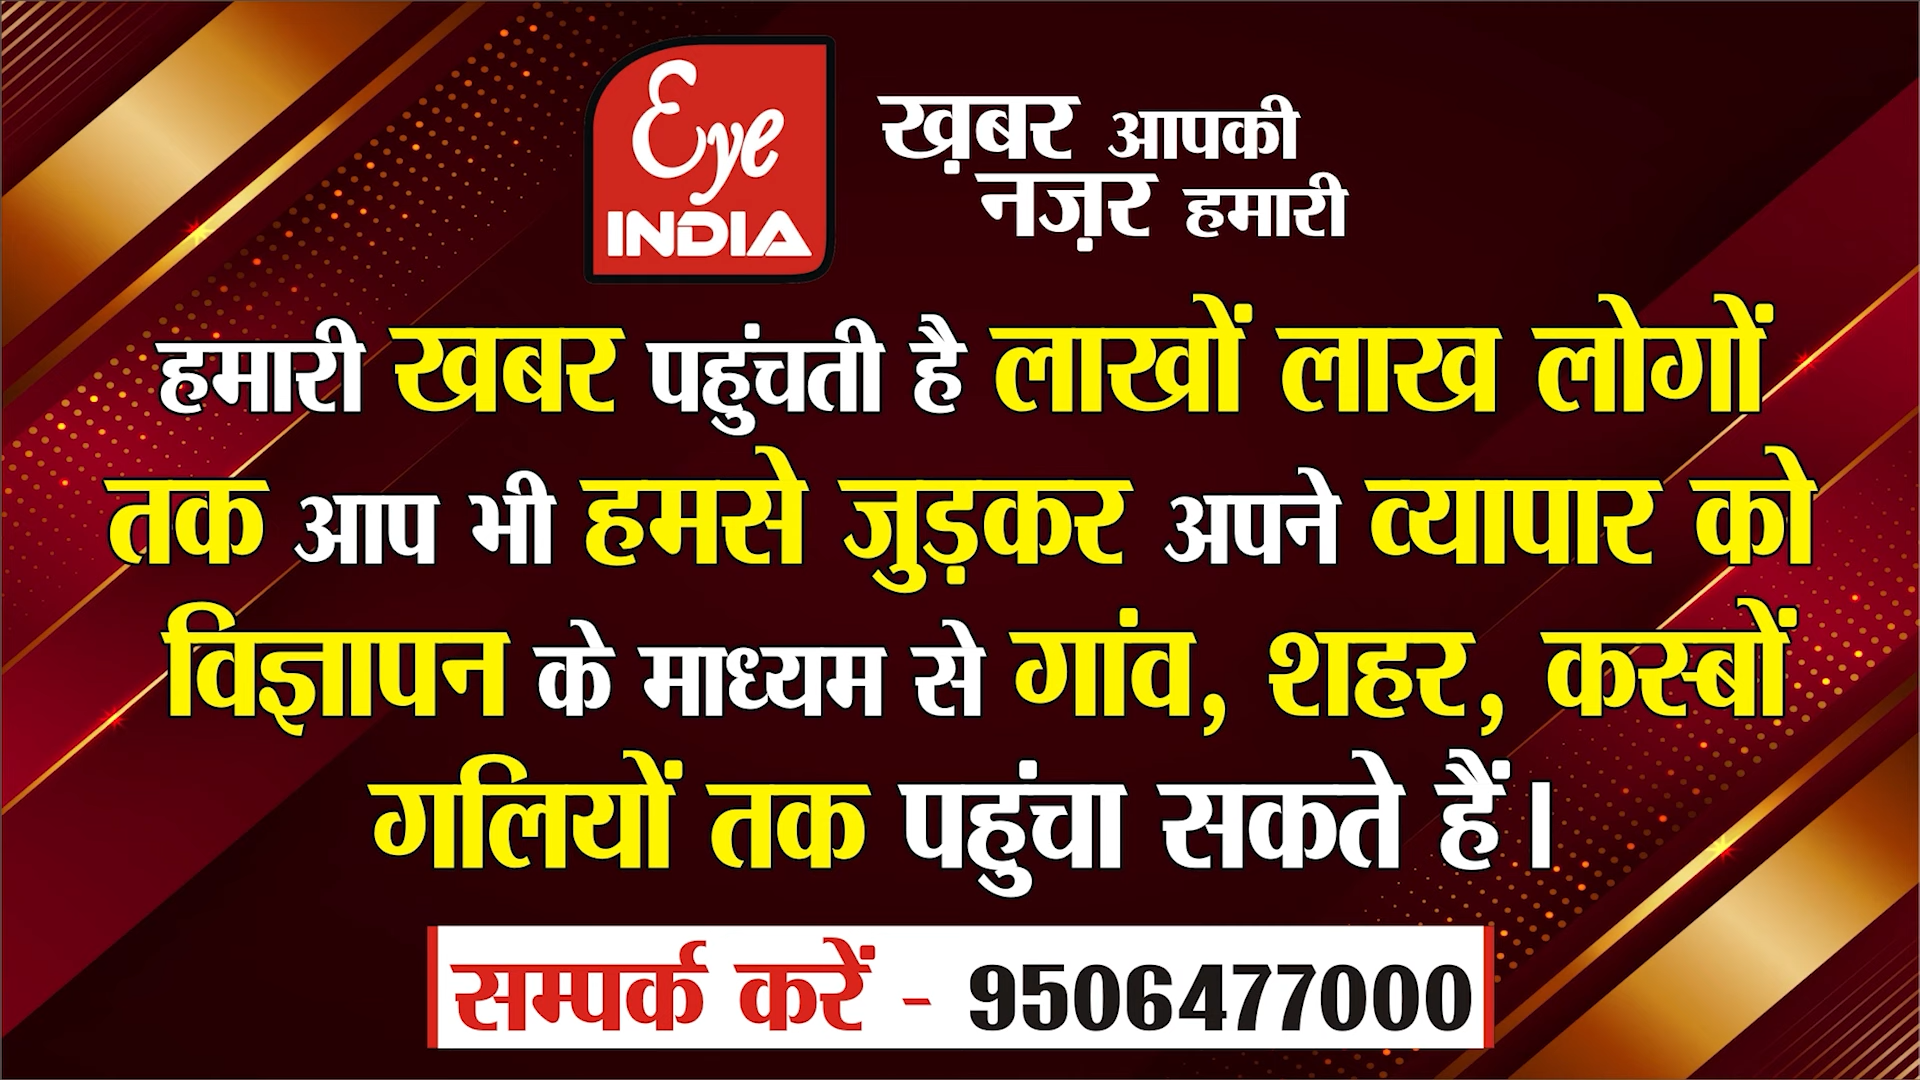 Eye
INDIA
ख़बर आपकी
नज़र हमारी
हमारी खबर पहुंचती है लाखों लाख लोगों
तक आप भी हमसे जुड़कर अपने व्यापार को
विज्ञापन के माध्यम से गांव, शहर, कस्बों
गलियों तक पहुंचा सकते हैं।
सम्पर्क करें - 9506477000